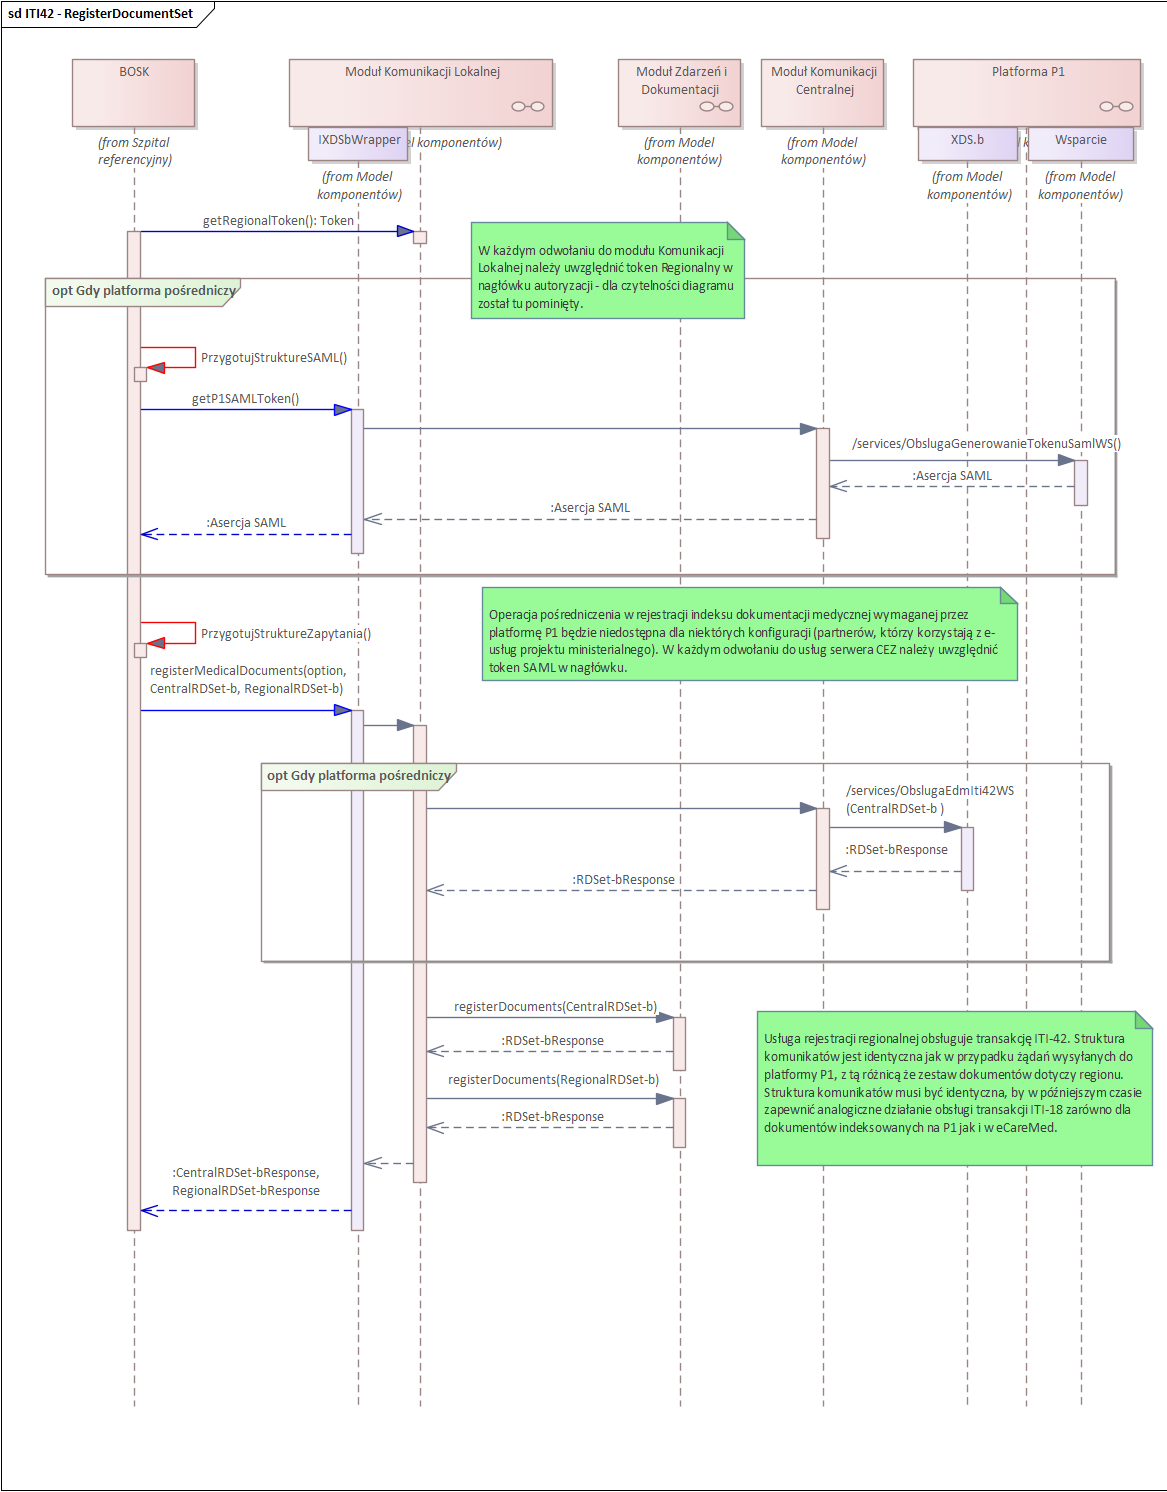 sd ITI42 - RegisterDocumentSet
BOSK
Moduł Komunikacji Lokalnej
Moduł Zdarzeń i
Dokumentacji
Moduł Komunikacji
Centralnej
Platforma P1
(from Szpital
referencyjny)
IXDSbWrapper
el komponentów)
(from Model
komponentów)
(from Model
komponentów)
(from Model
komponentów)
XDS.b
Wsparcie
(from Model
komponentów)
(from Model
komponentów)
getRegionalToken(): Token
W każdym odwołaniu do modułu Komunikacji
Lokalnej należy uwzględnić token Regionalny w
nagłówku autoryzacji - dla czytelności diagramu
został tu pominięty.
opt Gdy platforma pośredniczy
PrzygotujStruktureSAML()
getP1SAMLToken()
/services/ObslugaGenerowanieTokenuSamlWS()
:Asercja SAML
:Asercja SAML
:Asercja SAML
Operacja pośredniczenia w rejestracji indeksu dokumentacji medycznej wymaganej przez
platformę P1 będzie niedostępna dla niektórych konfiguracji (partnerów, którzy korzystają z e-
usług projektu ministerialnego). W każdym odwołaniu do usług serwera CEZ należy uwzględnić
token SAML w nagłówku.
PrzygotujStruktureZapytania()
registerMedicalDocuments(option,
CentralRDSet-b, RegionalRDSet-b)
opt Gdy platforma pośredniczy
/services/ObslugaEdmIti42WS
(CentralRDSet-b )
:RDSet-bResponse
:RDSet-bResponse
registerDocuments(CentralRDSet-b)
:RDSet-bResponse
registerDocuments(RegionalRDSet-b)
:RDSet-bResponse
Usługa rejestracji regionalnej obsługuje transakcję ITI-42. Struktura
komunikatów jest identyczna jak w przypadku żądań wysyłanych do
platformy P1, z tą różnicą że zestaw dokumentów dotyczy regionu.
Struktura komunikatów musi być identyczna, by w późniejszym czasie
zapewnić analogiczne działanie obsługi transakcji ITI-18 zarówno dla
dokumentów indeksowanych na P1 jak i w eCareMed.
:CentralRDSet-bResponse,
RegionalRDSet-bResponse